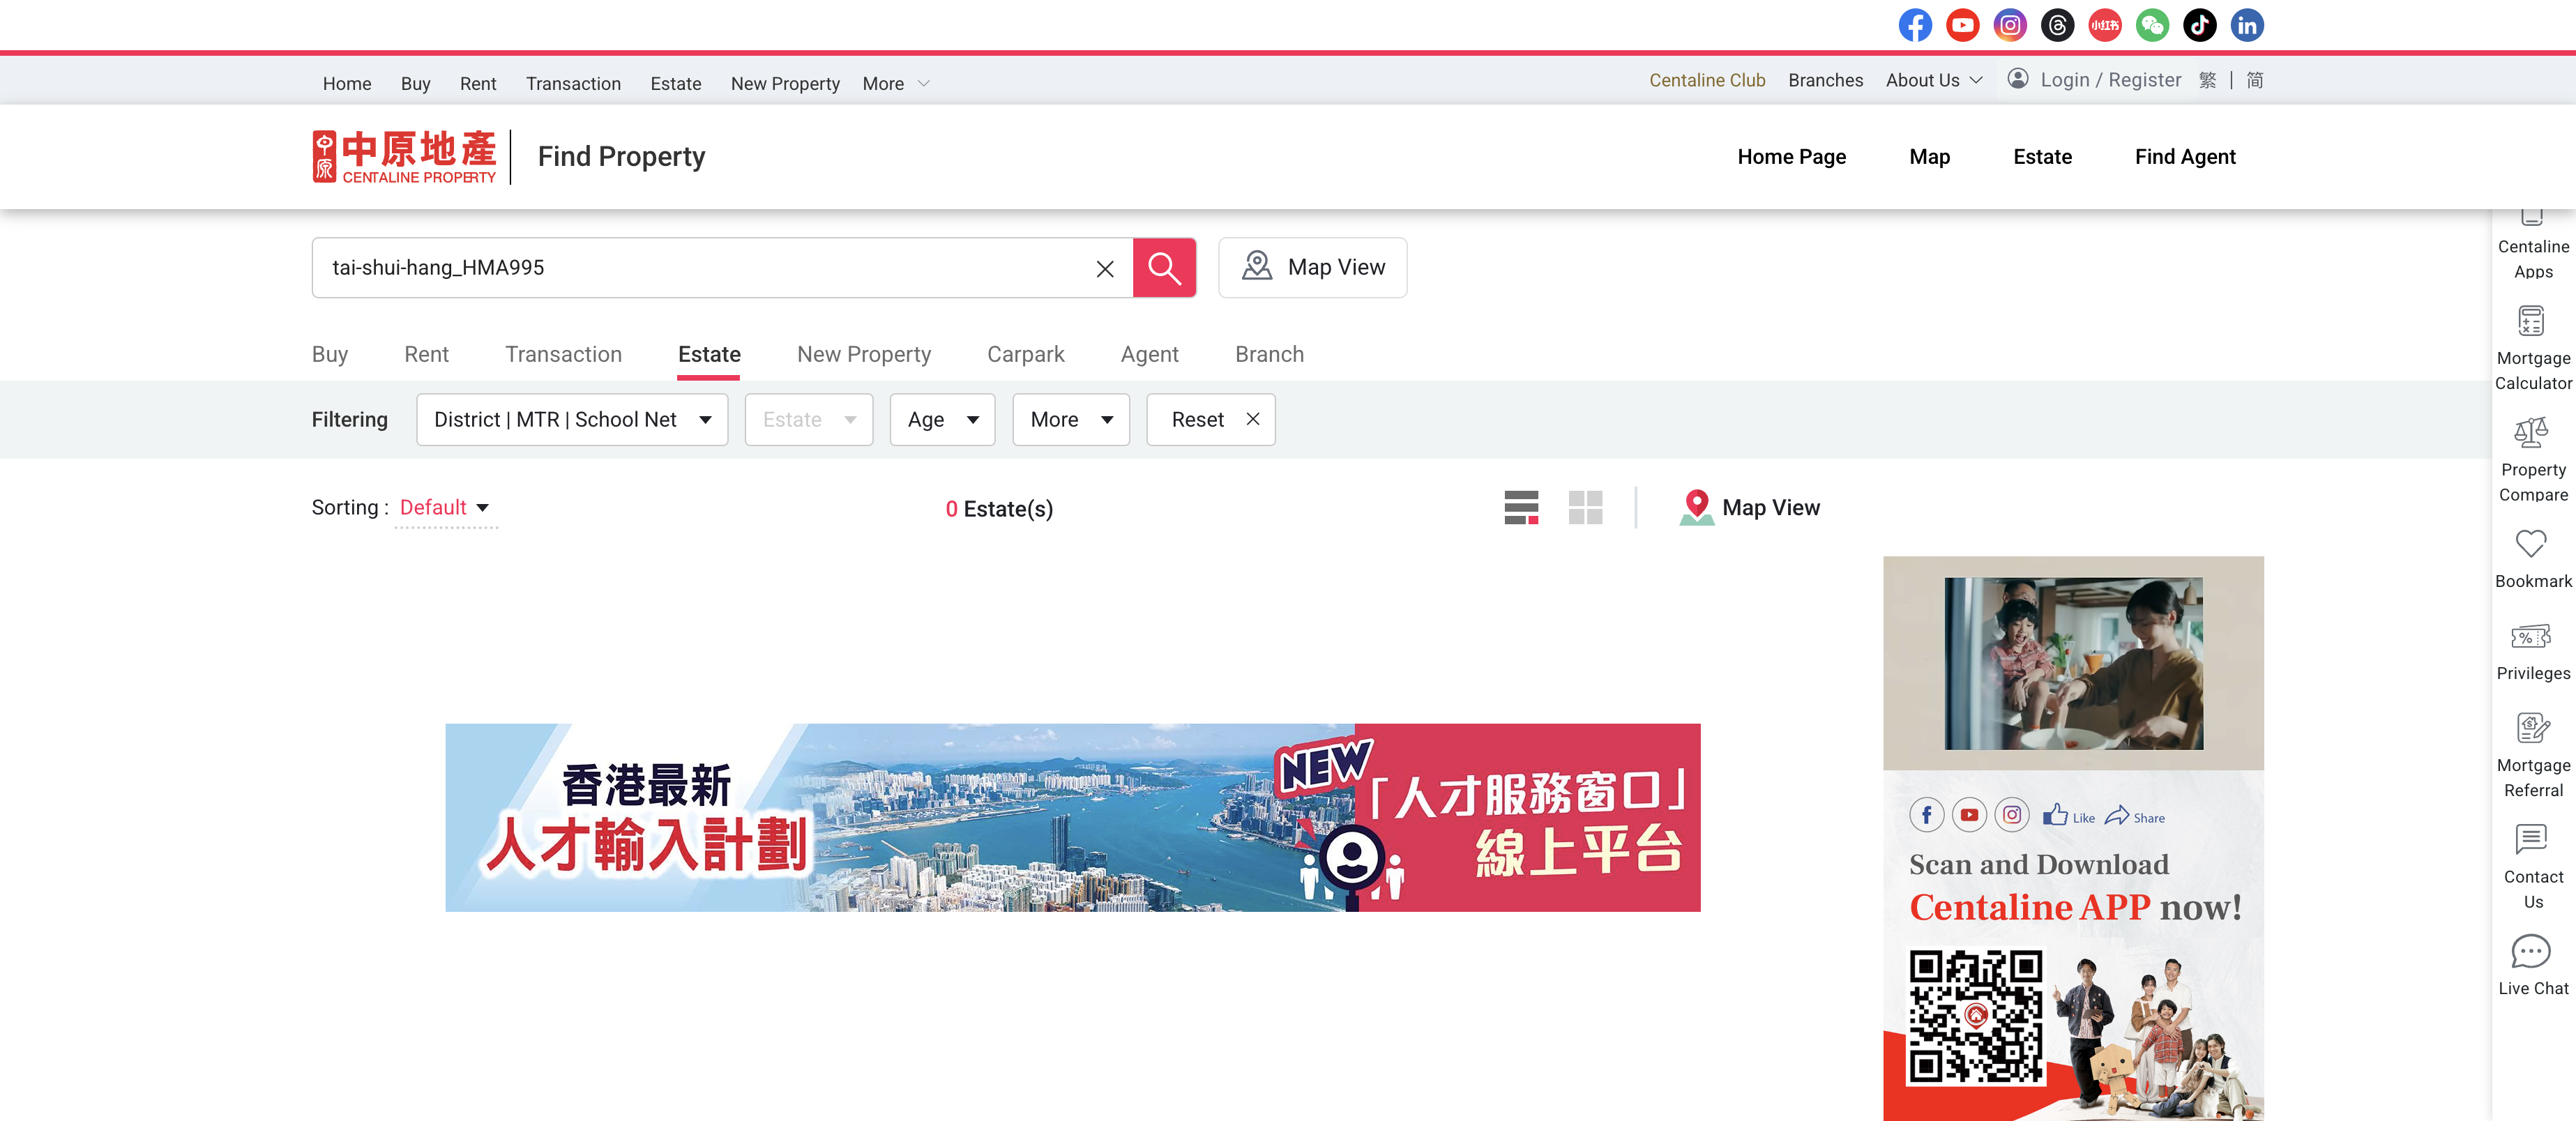 小红书
Home Buy Rent Transaction Estate New Property More
Centaline Club Branches About Us Login / Register 繁 | 简
中原
中原地產
CENTALINE PROPERTY
Find Property
Home Page Map Estate Find Agent
tai-shui-hang_HMA995
Map View
Buy Rent Transaction Estate New Property Carpark Agent Branch
Filtering District | MTR | School Net Estate Age More Reset
Sorting : Default
0 Estate(s)
Map View
香港最新
人才輸入計劃
NEW
「人才服務窗口」
線上平台
Like Share
Scan and Download
Centaline APP now!
Centaline
Apps
Mortgage
Calculator
Property
Compare
Bookmark
Privileges
Mortgage
Referral
Contact
Us
Live Chat